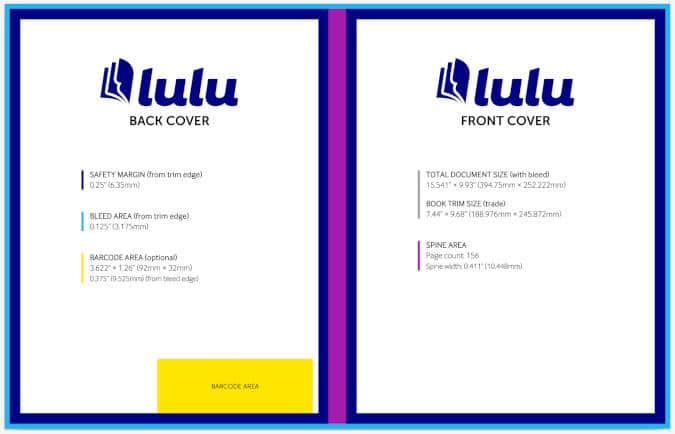 lulu
BACK COVER
SAFETY MARGIN (from trim edge)
0.25" (6.35mm)
BLEED AREA (from trim edge)
0.125" (3.175mm)
BARCODE AREA (optional)
3.622" × 1.26" (92mm × 32mm)
0.375" (9.525mm) (from bleed edge)
BARCODE AREA
lulu
FRONT COVER
TOTAL DOCUMENT SIZE (with bleed)
15.541" × 9.93" (394.75mm × 252.222mm)
BOOK TRIM SIZE (trade)
7.44" × 9.68" (188.976mm × 245.872mm)
SPINE AREA
Page count: 156
Spine width: 0.411" (10.448mm)